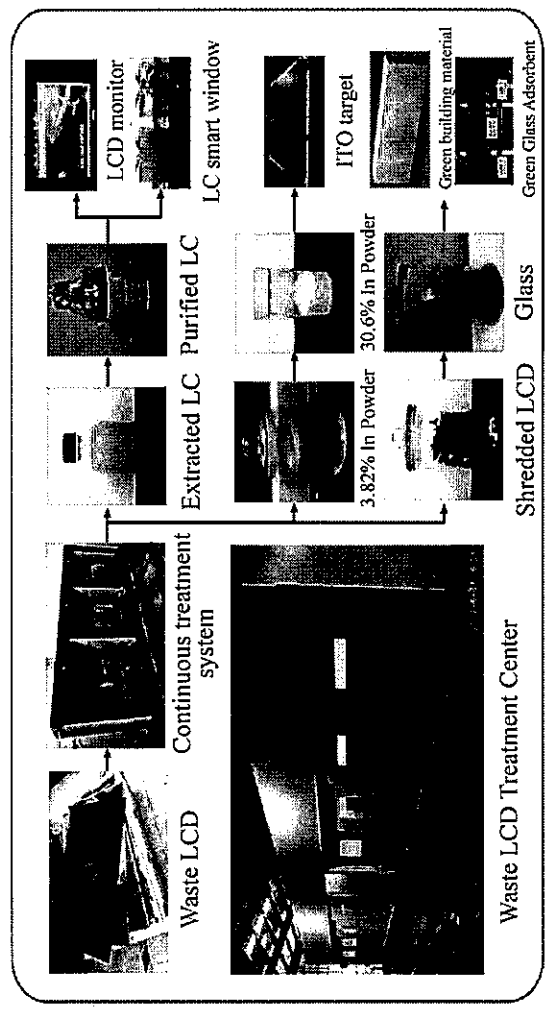 Waste LCD
Continuous treatment
system
Extracted LC
Purified LC
LCD monitor
LC smart window
3.82% In Powder
30.6% In Powder
ITO target
Shredded LCD
Glass
Green building material
Green Glass Adsorbent
Waste LCD Treatment Center